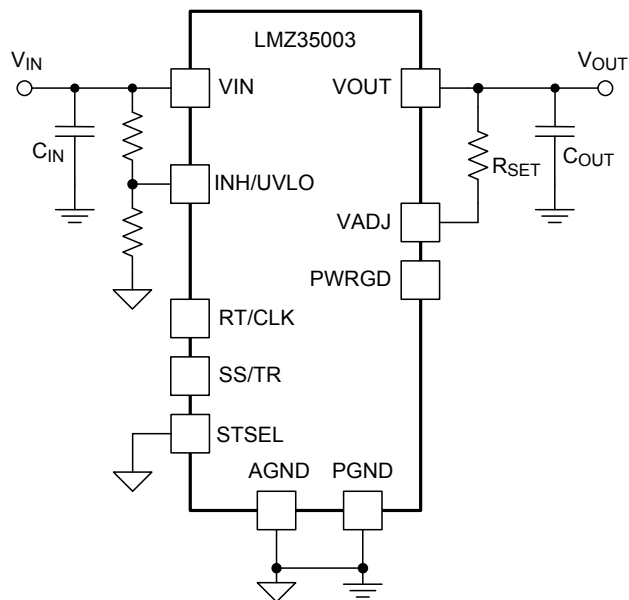 LMZ35003
VIN
VIN
VOUT
VOUT
CIN
RSET
COUT
INH/UVLO
VADJ
PWRGD
RT/CLK
SS/TR
STSEL
AGND
PGND